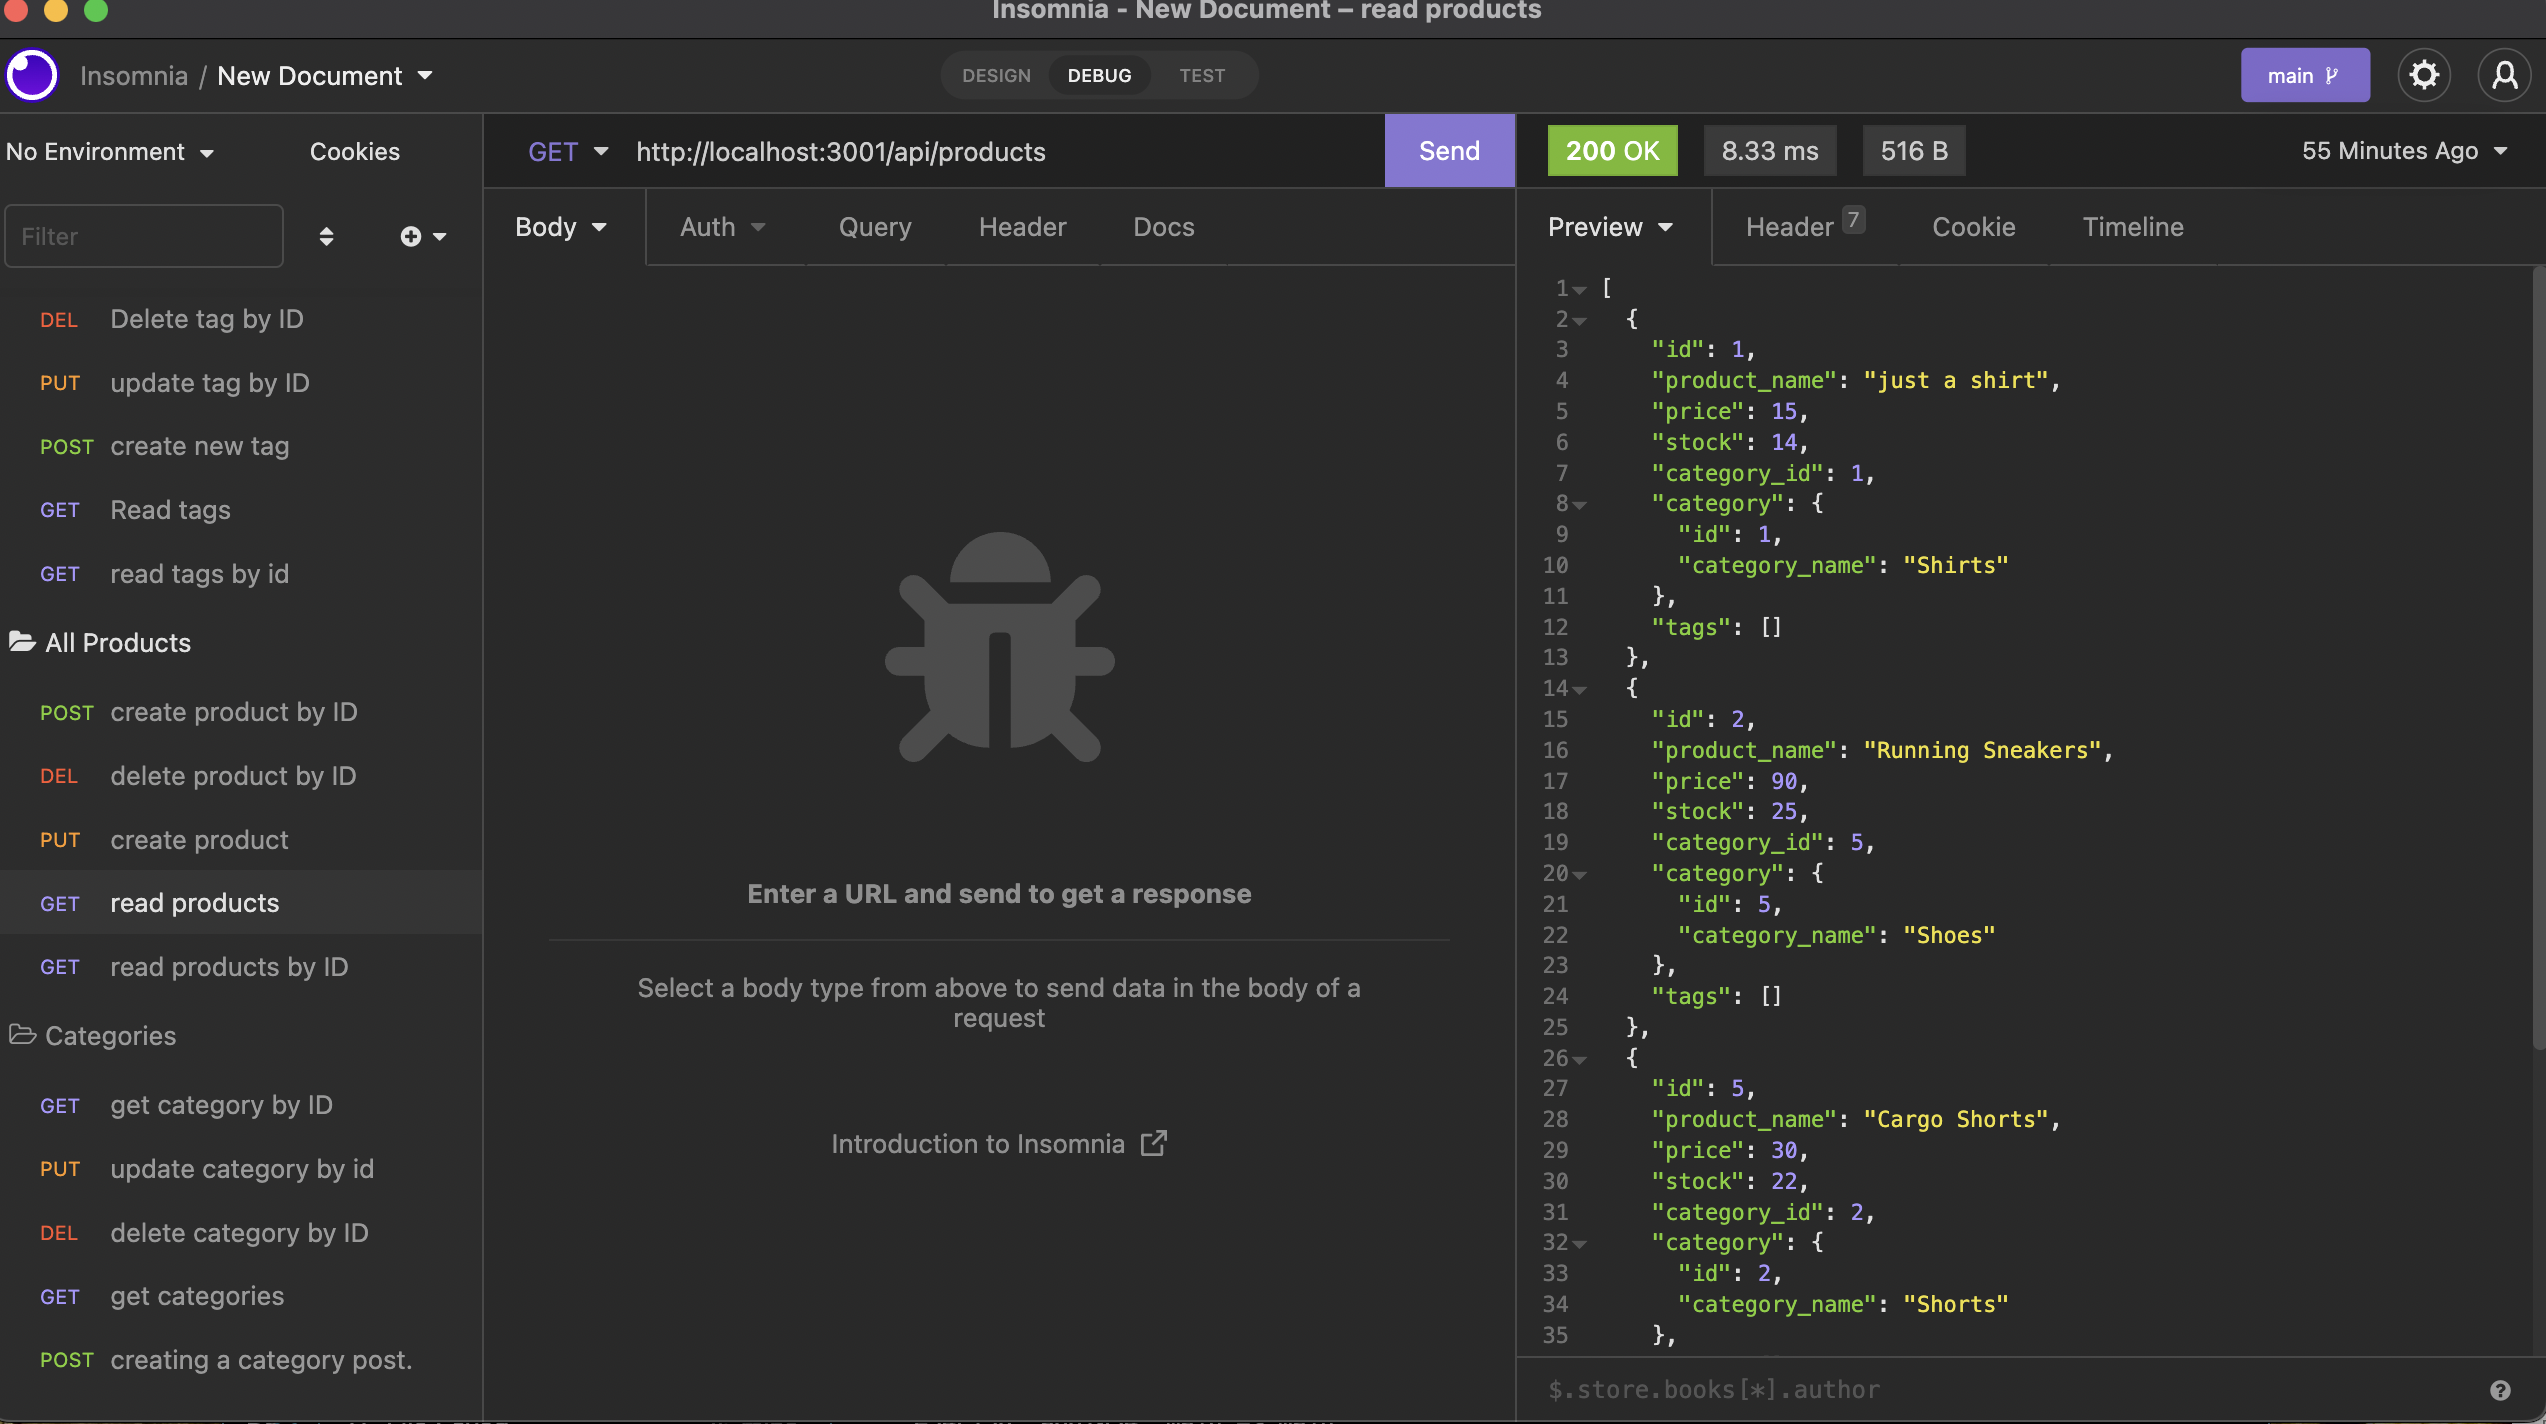 Insomnia - New Document – read products
Insomnia / New Document
DESIGN DEBUG TEST
main
No Environment
Cookies
Filter
DEL Delete tag by ID
PUT update tag by ID
POST create new tag
GET Read tags
GET read tags by id
All Products
POST create product by ID
DEL delete product by ID
PUT create product
GET read products
GET read products by ID
Categories
GET get category by ID
PUT update category by id
DEL delete category by ID
GET get categories
POST creating a category post.
GET http://localhost:3001/api/products
Send
Body Auth Query Header Docs
Enter a URL and send to get a response
Select a body type from above to send data in the body of a
request
Introduction to Insomnia
200 OK 8.33 ms 516 B 55 Minutes Ago
Preview Header 7 Cookie Timeline
1 [
2 {
3 "id": 1,
4 "product_name": "just a shirt",
5 "price": 15,
6 "stock": 14,
7 "category_id": 1,
8 "category": {
9 "id": 1,
10 "category_name": "Shirts"
11 },
12 "tags": []
13 },
14 {
15 "id": 2,
16 "product_name": "Running Sneakers",
17 "price": 90,
18 "stock": 25,
19 "category_id": 5,
20 "category": {
21 "id": 5,
22 "category_name": "Shoes"
23 },
24 "tags": []
25 },
26 {
27 "id": 5,
28 "product_name": "Cargo Shorts",
29 "price": 30,
30 "stock": 22,
31 "category_id": 2,
32 "category": {
33 "id": 2,
34 "category_name": "Shorts"
35 },
$.store.books[*].author